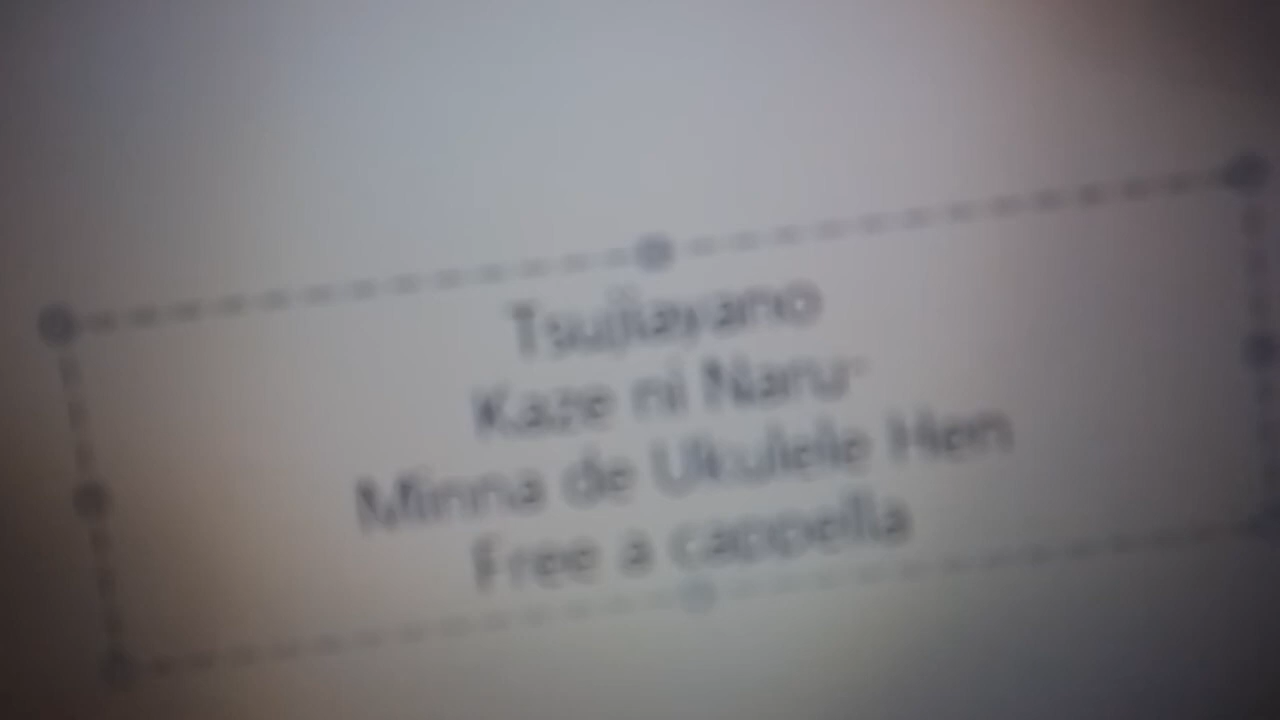 Tsujiayano
Kaze ni Naru-
Minna de Ukulele Hen
Free a cappella